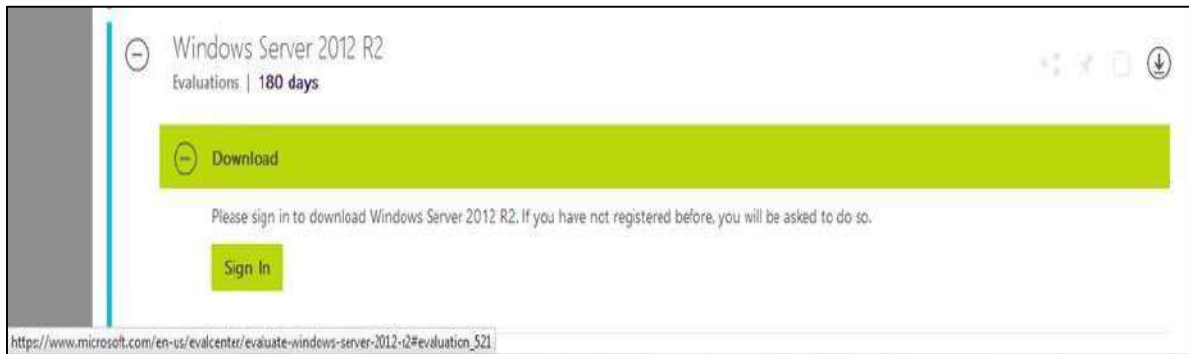 Windows Server 2012 R2
Evaluations | 180 days
Download
Please sign in to download Windows Server 2012 R2. If you have not registered before, you will be asked to do so.
Sign In
https://www.microsoft.com/en-us/evalcenter/evaluate-windows-server-2012-r2#evaluation_521